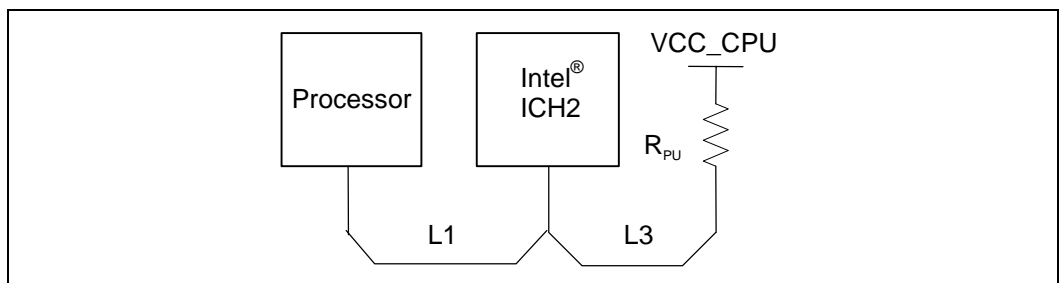 Processor
Intel®
ICH2
VCC_CPU
RPU
L1
L3